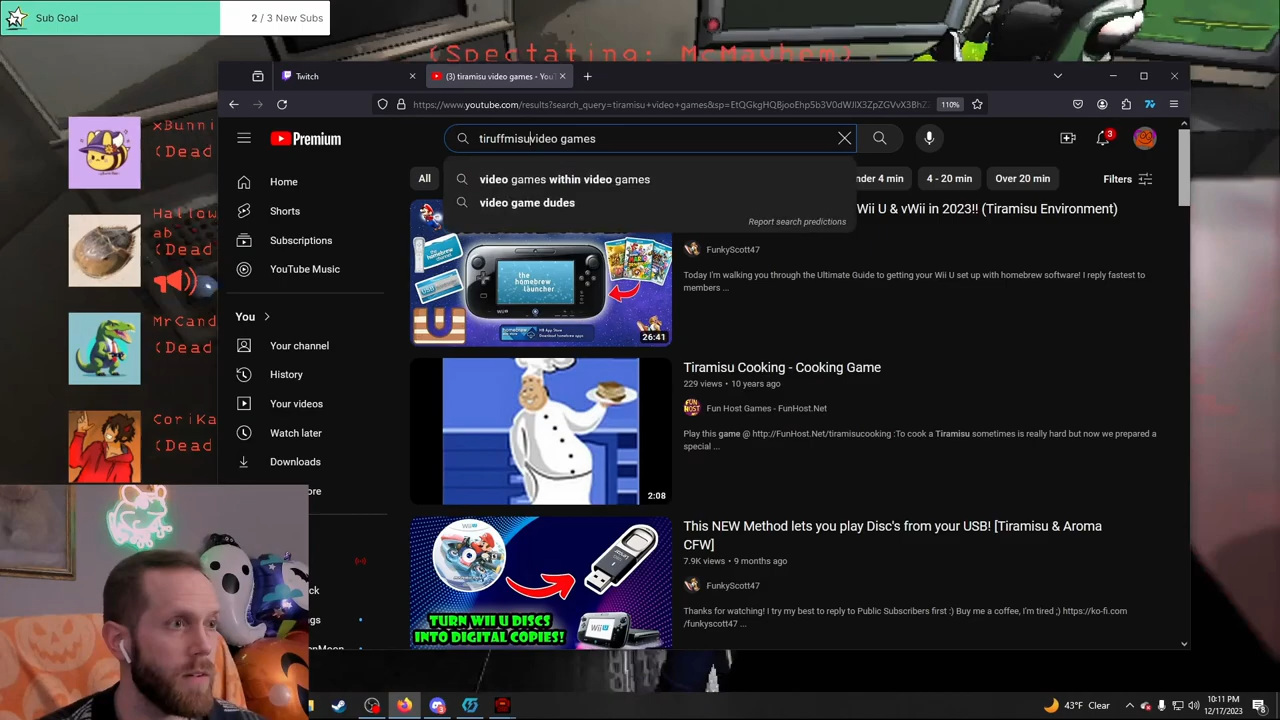 Sub Goal
2 / 3 New Subs
(Spectating: McMayhem)
Twitch
(3) tiramisu video games - YouT
https://www.youtube.com/results?search_query=tiramisu+video+games&sp=
110%
Premium
tiruffmisuvideo games
3
video games within video games
video game dudes
Report search predictions
All
nder 4 min
4 - 20 min
Over 20 min
Filters
Home
Shorts
Subscriptions
YouTube Music
You
Your channel
History
Your videos
Watch later
Downloads
ore
ck
gs
xBunni
(Dead
Hallow
ab
(Dead
MrCand
(Dead
CoriKa
(Dead
Wii U & vWii in 2023!! (Tiramisu Environment)
FunkyScott47
Today I'm walking you through the Ultimate Guide to getting your Wii U set up with homebrew software! I reply fastest to
members ...
the
homebrew
launcher
26:41
Tiramisu Cooking - Cooking Game
229 views • 10 years ago
Fun Host Games - FunHost.Net
Play this game @ http://FunHost.Net/tiramisucooking :To cook a Tiramisu sometimes is really hard but now we prepared a
special ...
2:08
This NEW Method lets you play Disc's from your USB! [Tiramisu & Aroma
CFW]
7.9K views • 9 months ago
FunkyScott47
Thanks for watching! I try my best to reply to Public Subscribers first :) Buy me a coffee, I'm tired ;) https://ko-fi.com
/funkyscott47 ...
TURN WII U DISCS
INTO DIGITAL COPIES!
WiiU
43°F Clear
10:11 PM
12/17/2023